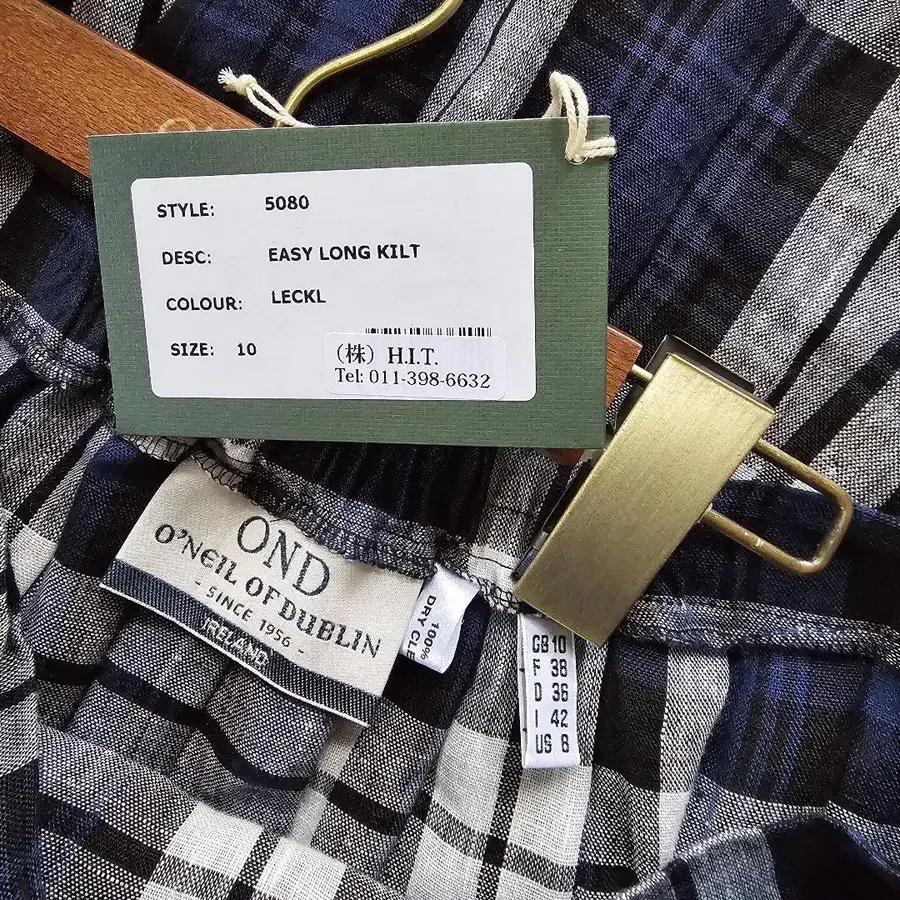 STYLE: 5080
DESC: EASY LONG KILT
COLOUR: LECKL
SIZE: 10
（株）H.I.T.
Tel: 011-398-6632
OND
O'NEIL OF DUBLIN
- SINCE 1956 -
IRELAND
100%
DRY CLE
GB 10
F 38
D 36
I 42
US 8